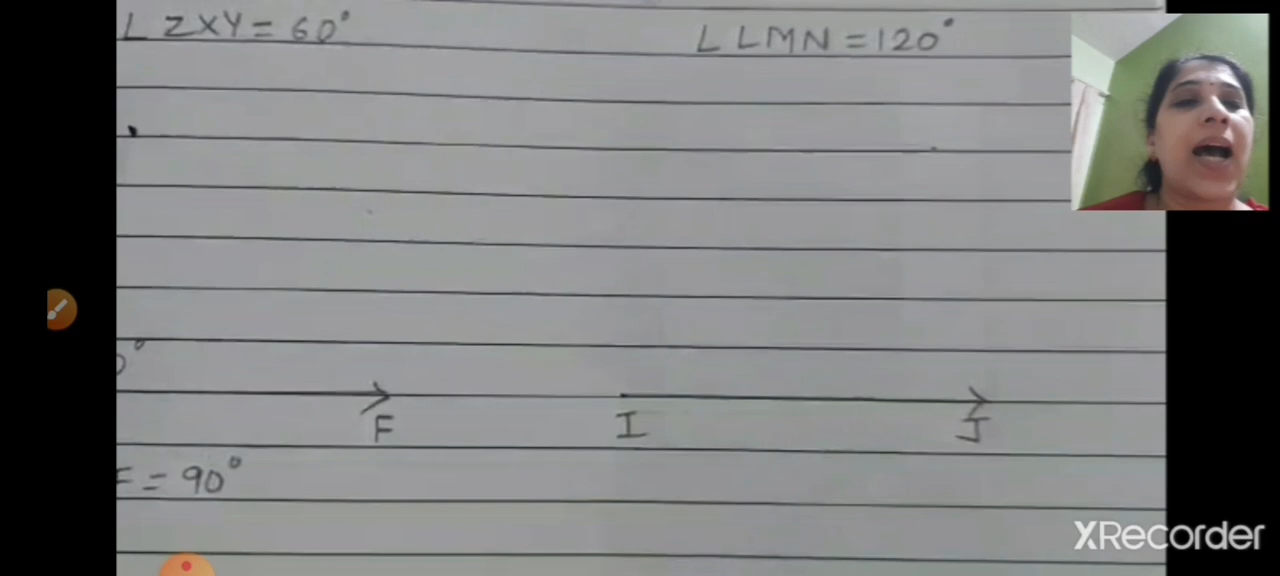 ∠ ZXY = 60°
∠ LMN = 120°
F
I
J
= 90°
XRecorder